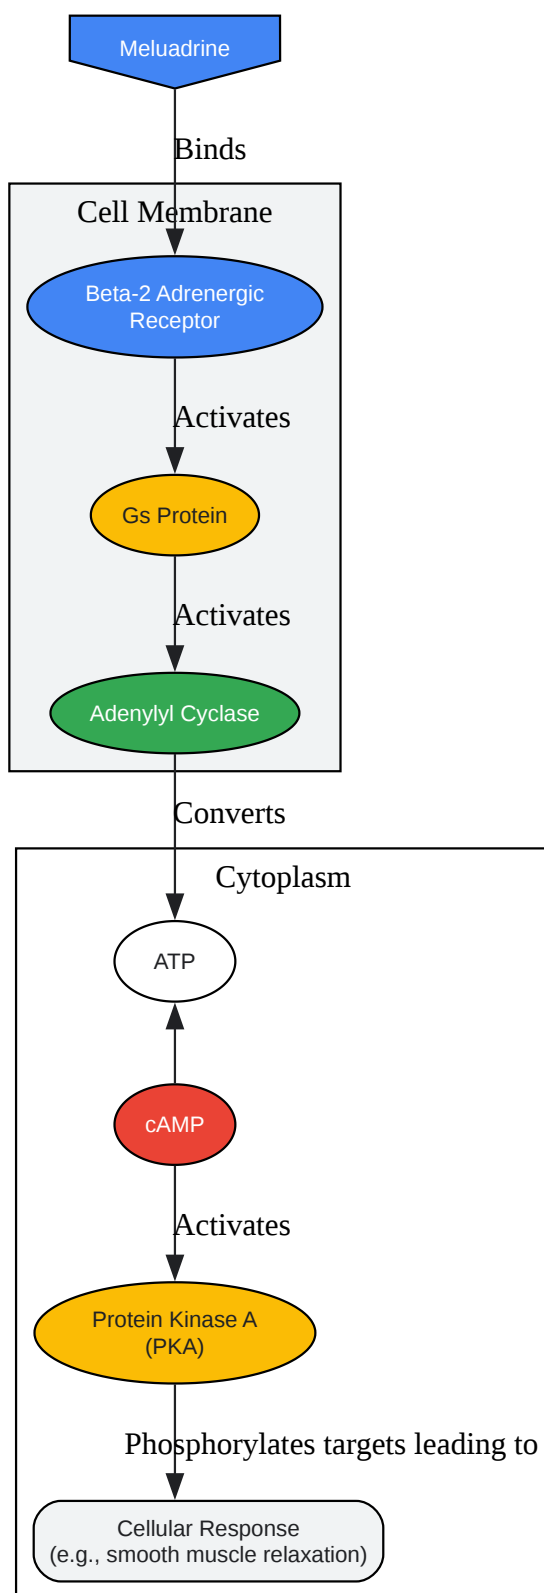 Meluadrine
Binds
Cell Membrane
Beta-2 Adrenergic
Receptor
Activates
Gs Protein
Activates
Adenylyl Cyclase
Converts
Cytoplasm
ATP
cAMP
Activates
Protein Kinase A
(PKA)
Phosphorylates targets leading to
Cellular Response
(e.g., smooth muscle relaxation)